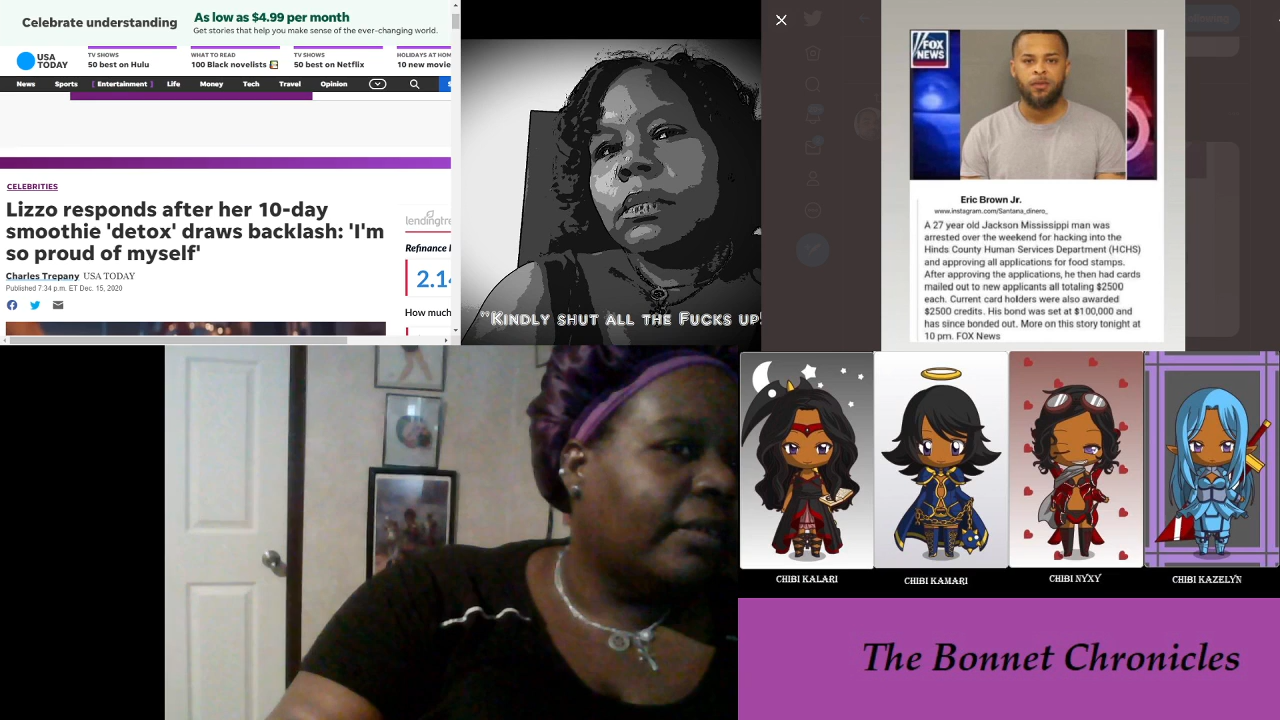 Celebrate understanding
As low as $4.99 per month
Get stories that help you make sense of the ever-changing world.
USA
TODAY
TV SHOWS
50 best on Hulu
WHAT TO READ
100 Black novelists
TV SHOWS
50 best on Netflix
HOLIDAYS AT HOM
10 new movie
News Sports [ Entertainment ] Life Money Tech Travel Opinion
CELEBRITIES
Lizzo responds after her 10-day
smoothie 'detox' draws backlash: 'I'm
so proud of myself'
Charles Trepany USA TODAY
Published 7:34 p.m. ET Dec. 15, 2020
lendingtre
Refinance
2.1
How much
"Kindly shut all the Fucks up!
Following
FOX
NEWS
Eric Brown Jr.
www.instagram.com/Santana_dinero_
A 27 year old Jackson Mississippi man was
arrested over the weekend for hacking into the
Hinds County Human Services Department (HCHS)
and approving all applications for food stamps.
After approving the applications, he then had cards
mailed out to new applicants all totaling $2500
each. Current card holders were also awarded
$2500 credits. His bond was set at $100,000 and
has since bonded out. More on this story tonight at
10 pm. FOX News
CHIBI KALARI
CHIBI KAMARI
CHIBI NYXY
CHIBI KAZELYN
The Bonnet Chronicles